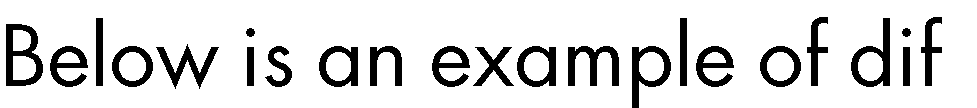 Below is an example of dif